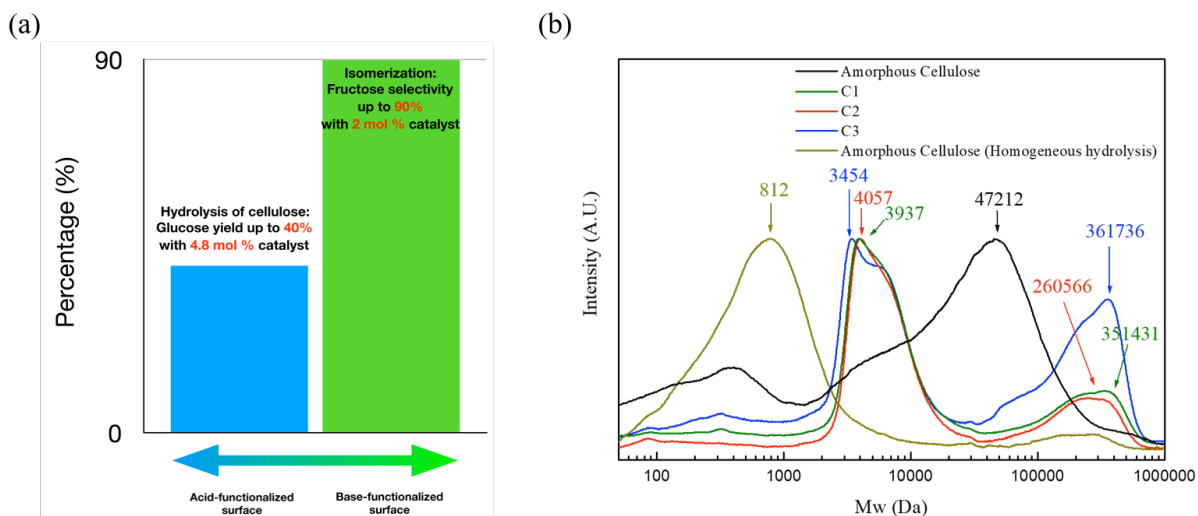 (a)
90
Isomerization:
Fructose selectivity
up to 90%
with 2 mol % catalyst
Hydrolysis of cellulose:
Glucose yield up to 40%
with 4.8 mol % catalyst
Percentage (%)
0
Acid-functionalized
surface
Base-functionalized
surface
(b)
Amorphous Cellulose
C1
C2
C3
Amorphous Cellulose (Homogeneous hydrolysis)
812
3454
4057
3937
47212
361736
260566
351431
Intensity (A.U.)
100
1000
10000
100000
1000000
Mw (Da)